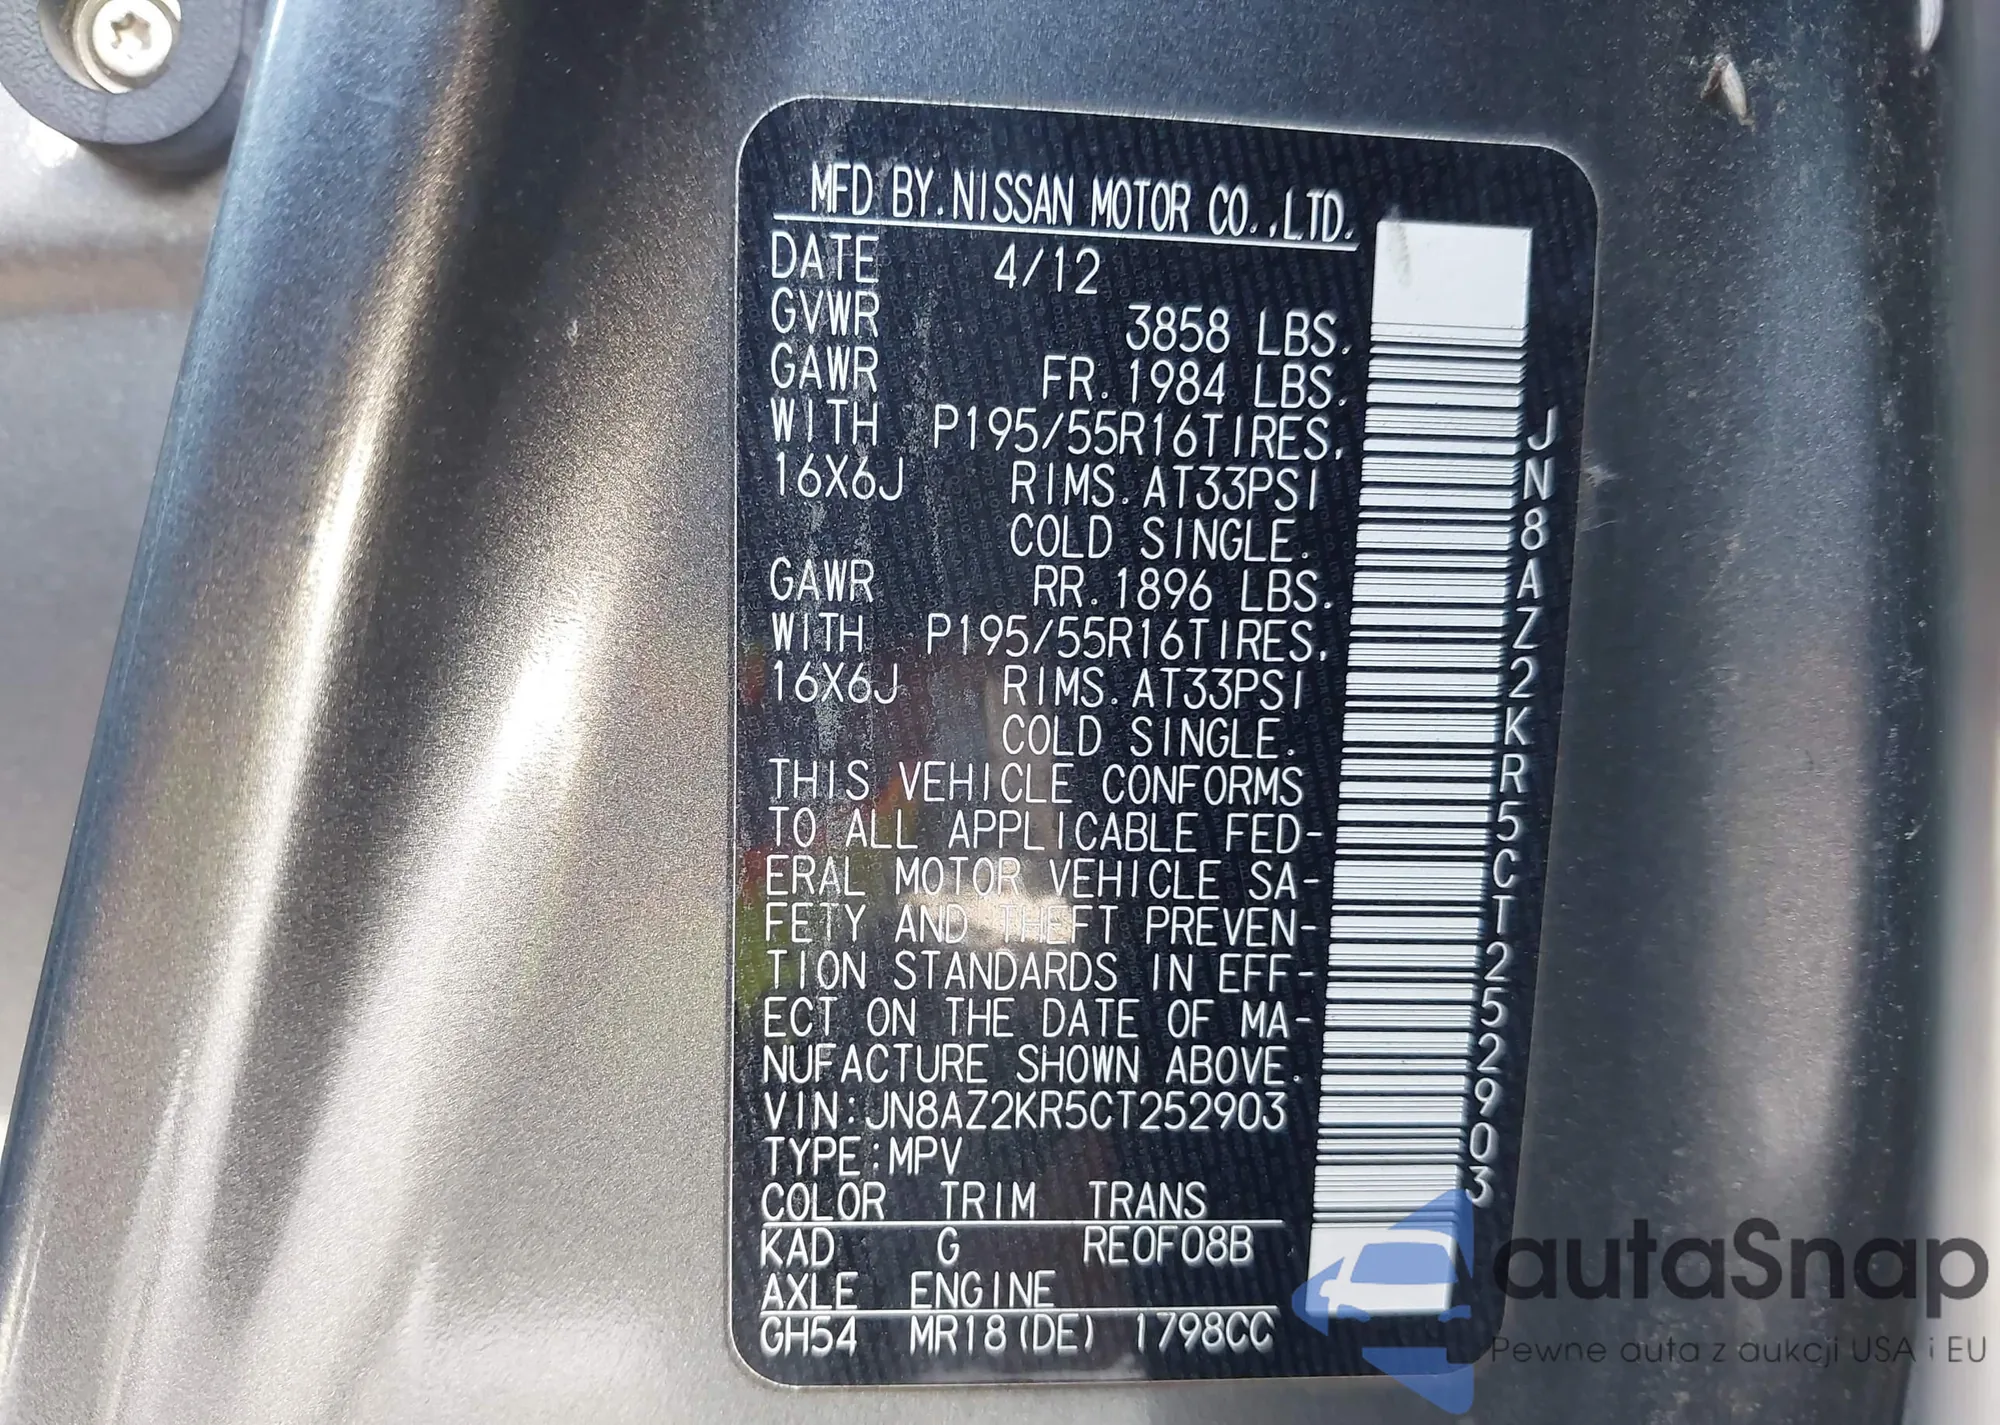 MFD BY.NISSAN MOTOR CO.,LTD.
DATE 4/12
GVWR 3858 LBS.
GAWR FR. 1984 LBS.
WITH P195/55R16TIRES,
16X6J RIMS. AT33PSI
COLD SINGLE.
GAWR RR. 1896 LBS.
WITH P195/55R16TIRES,
16X6J RIMS. AT33PSI
COLD SINGLE.
THIS VEHICLE CONFORMS
TO ALL APPLICABLE FED-
ERAL MOTOR VEHICLE SA-
FETY AND THEFT PREVEN-
TION STANDARDS IN EFF-
ECT ON THE DATE OF MA-
NUFACTURE SHOWN ABOVE.
VIN:JN8AZ2KR5CT252903
TYPE:MPV
COLOR TRIM TRANS
KAD G RE0F08B
AXLE ENGINE
GH54 MR18(DE) 1798CC
JN8AZ2KR5CT252903
autaSnap
Pewne auta z aukcji USA i EU